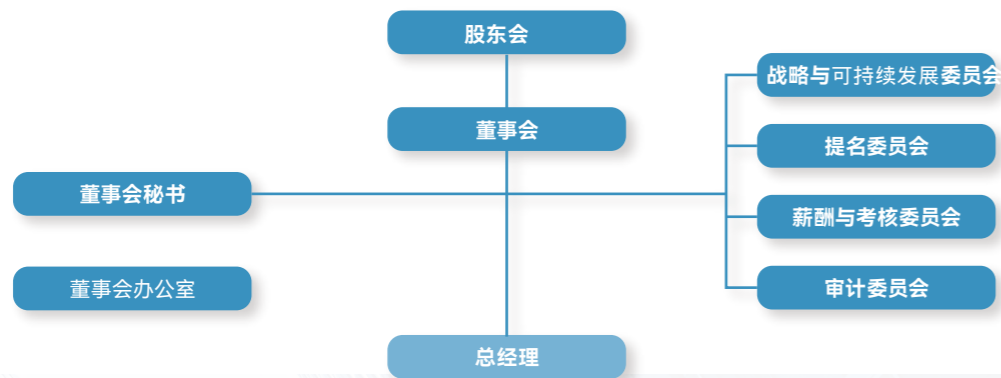 股东会
董事会
战略与可持续发展委员会
提名委员会
董事会秘书
薪酬与考核委员会
董事会办公室
审计委员会
总经理